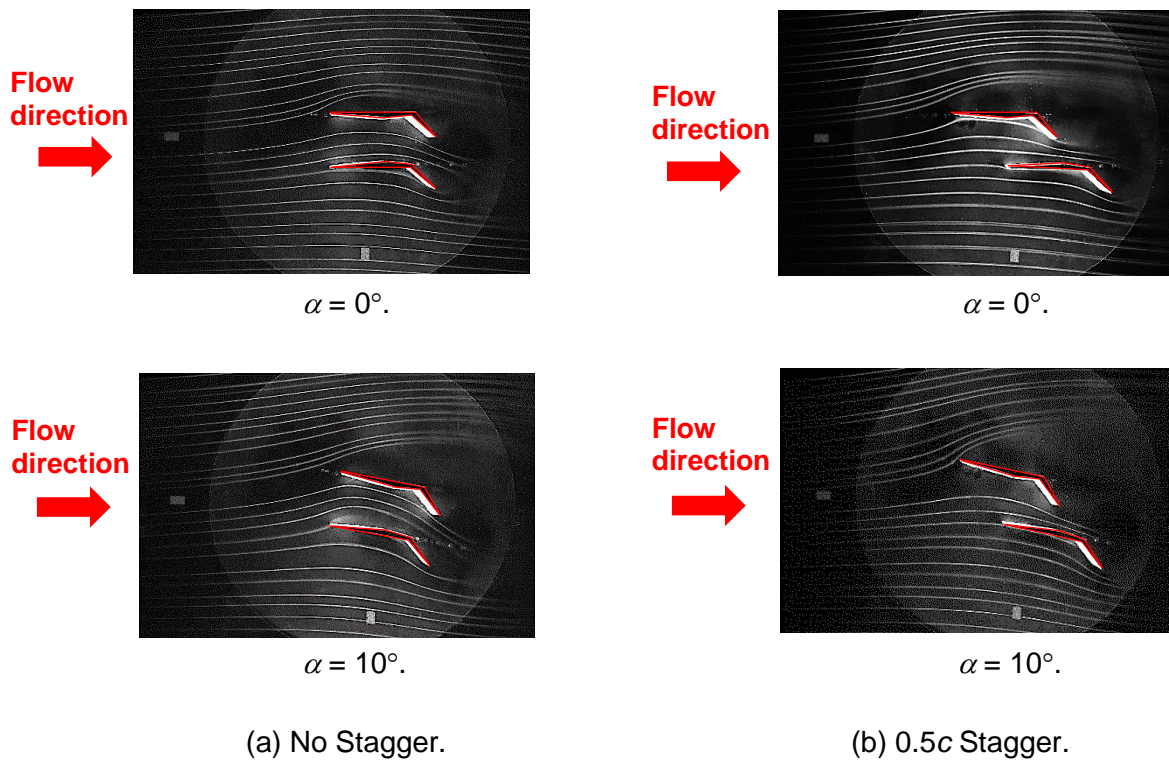 Flow
direction
Flow
direction
α = 0°.
α = 0°.
Flow
direction
Flow
direction
α = 10°.
α = 10°.
(a) No Stagger.
(b) 0.5c Stagger.